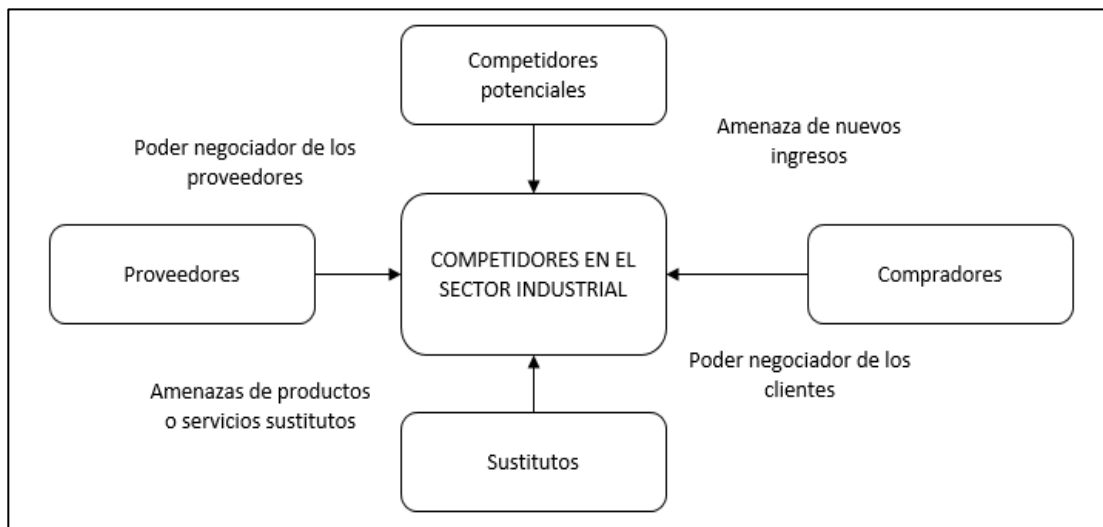 Competidores
potenciales
Amenaza de nuevos
ingresos
Poder negociador de los
proveedores
Proveedores
COMPETIDORES EN EL
SECTOR INDUSTRIAL
Compradores
Poder negociador de los
clientes
Amenazas de productos
o servicios sustitutos
Sustitutos